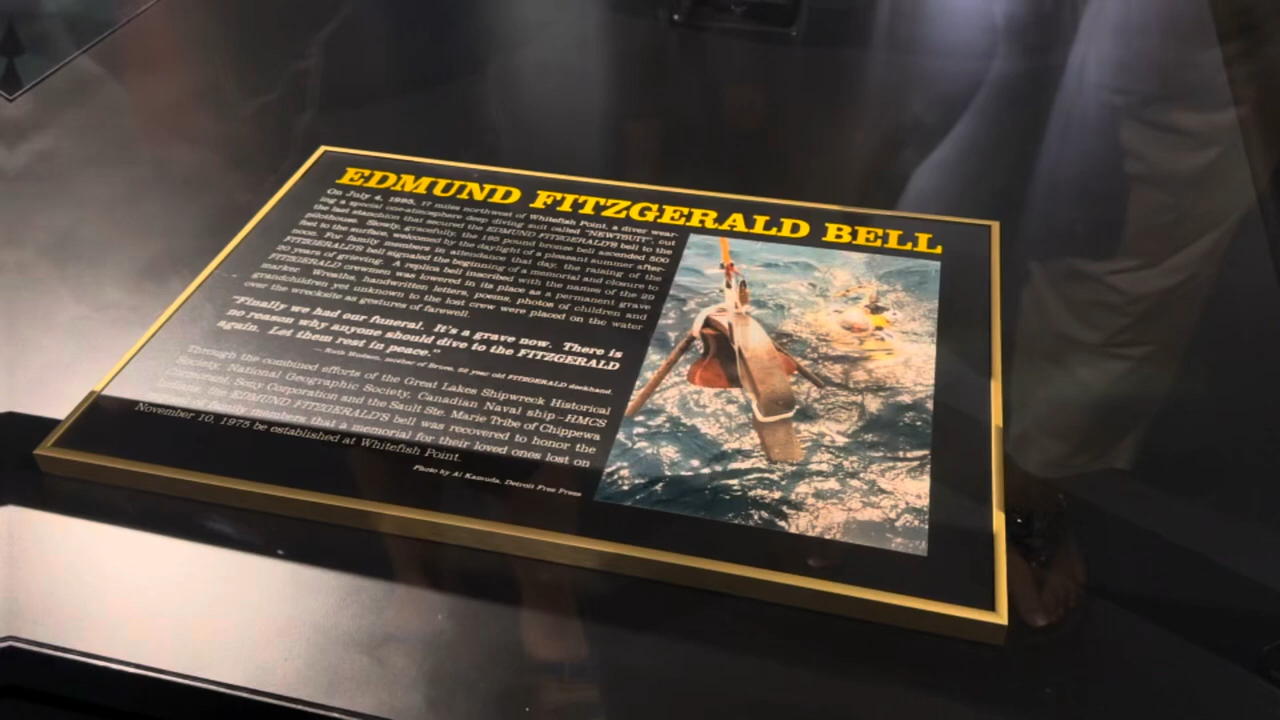 EDMUND FITZGERALD BELL
On July 4, 1995, 17 miles northwest of Whitefish Point, a diver wear-
ing a special one-atmosphere deep diving suit called "NEWTSUIT", cut
the last stanchion that secured the EDMUND FITZGERALD'S bell to the
pilothouse. Slowly, gracefully, the 195 pound bronze bell ascended 500
feet to the surface, welcomed by the daylight of a pleasant summer after-
noon. For family members in attendance that day, the raising of the
FITZGERALD'S bell signaled the beginning of a memorial and closure to
20 years of grieving. A replica bell inscribed with the names of the 29
FITZGERALD crewmen was lowered in its place as a permanent grave
marker. Wreaths, handwritten letters, poems, photos of children and
grandchildren yet unknown to the lost crew were placed on the water
over the wrecksite as gestures of farewell.
"Finally we had our funeral. It's a grave now. There is
no reason why anyone should dive to the FITZGERALD
again. Let them rest in peace."
— Ruth Hudson, mother of Bruce, 22 year old FITZGERALD deckhand.
Through the combined efforts of the Great Lakes Shipwreck Historical
Society, National Geographic Society, Canadian Naval ship–HMCS
Cormorant, Sony Corporation and the Sault Ste. Marie Tribe of Chippewa
Indians, the EDMUND FITZGERALD'S bell was recovered to honor the
family members that a memorial for their loved ones lost on
November 10, 1975 be established at Whitefish Point.
Photo by Al Kamuda, Detroit Free Press